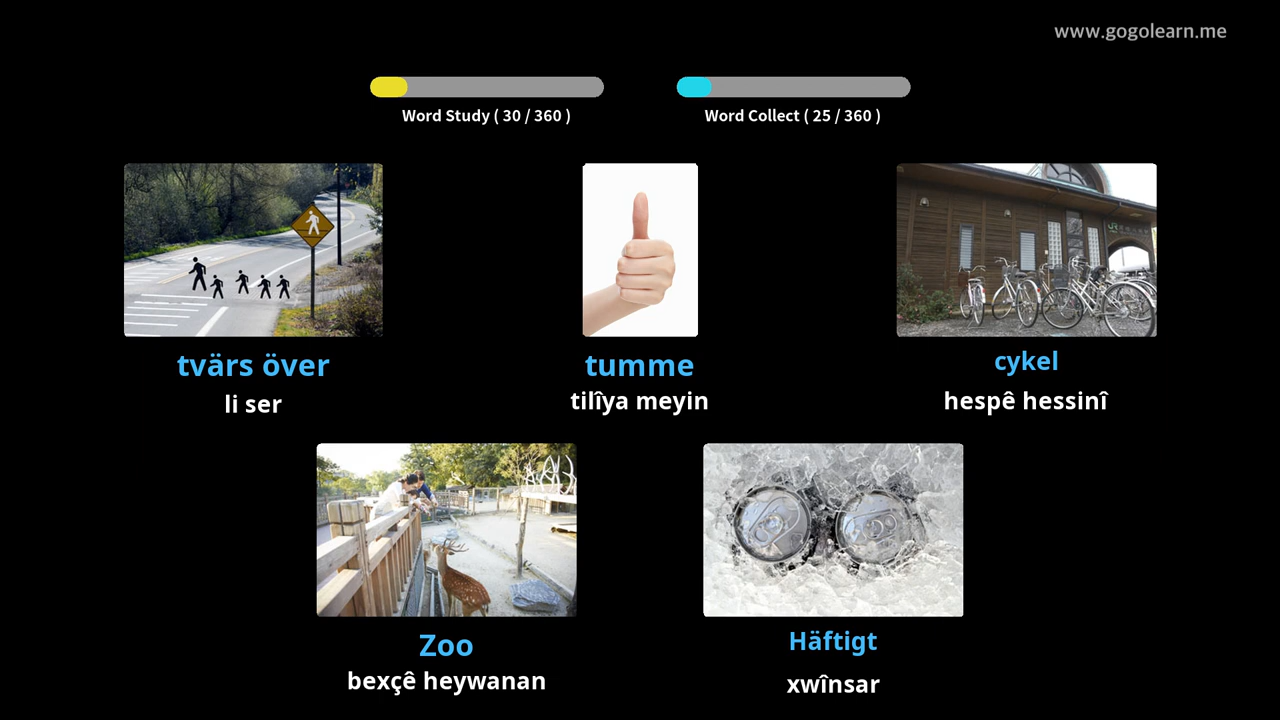 www.gogolearn.me
Word Study ( 30 / 360 )
Word Collect ( 25 / 360 )
tvärs över
li ser
tumme
tilîya meyin
cykel
hespê hessinî
Zoo
bexçê heywanan
Häftigt
xwînsar